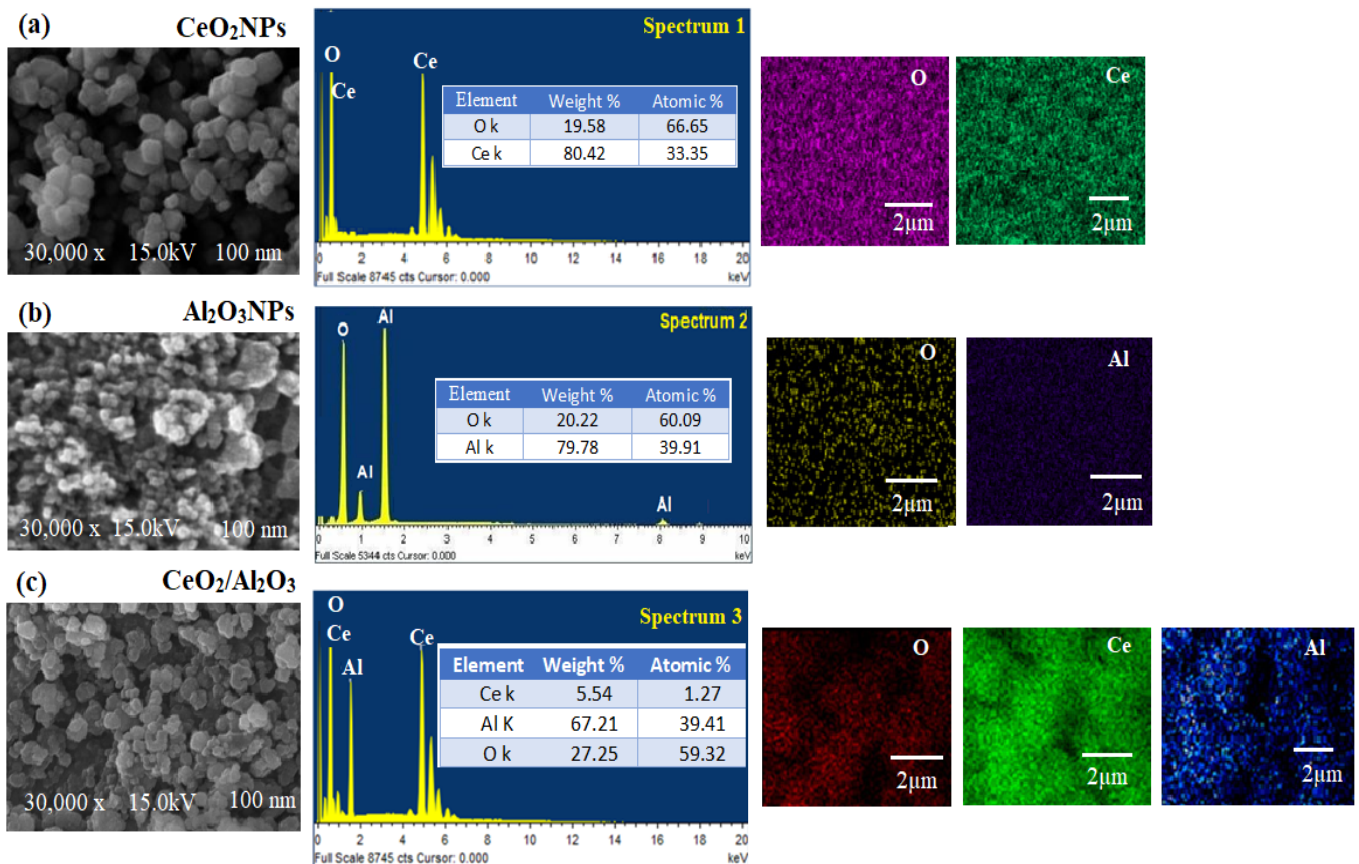 (a) CeO₂NPs
30,000 x 15.0kV 100 nm
Spectrum 1
O
Ce
Ce
Element Weight % Atomic %
O k 19.58 66.65
Ce k 80.42 33.35
0 2 4 6 8 10 12 14 16 18 20
keV
Full Scale 8745 cts Cursor: 0.000
O
2µm
Ce
2µm
(b) Al₂O₃NPs
30,000 x 15.0kV 100 nm
Spectrum 2
O
Al
Al
Al
Element Weight % Atomic %
O k 20.22 60.09
Al k 79.78 39.91
0 1 2 3 4 5 6 7 8 9 10
keV
Full Scale 5344 cts Cursor: 0.000
O
2µm
Al
2µm
(c) CeO₂/Al₂O₃
30,000 x 15.0kV 100 nm
Spectrum 3
O
Ce
Al
Ce
Element Weight % Atomic %
Ce k 5.54 1.27
Al K 67.21 39.41
O k 27.25 59.32
0 2 4 6 8 10 12 14 16 18 20
keV
Full Scale 8745 cts Cursor: 0.000
O
2µm
Ce
2µm
Al
2µm